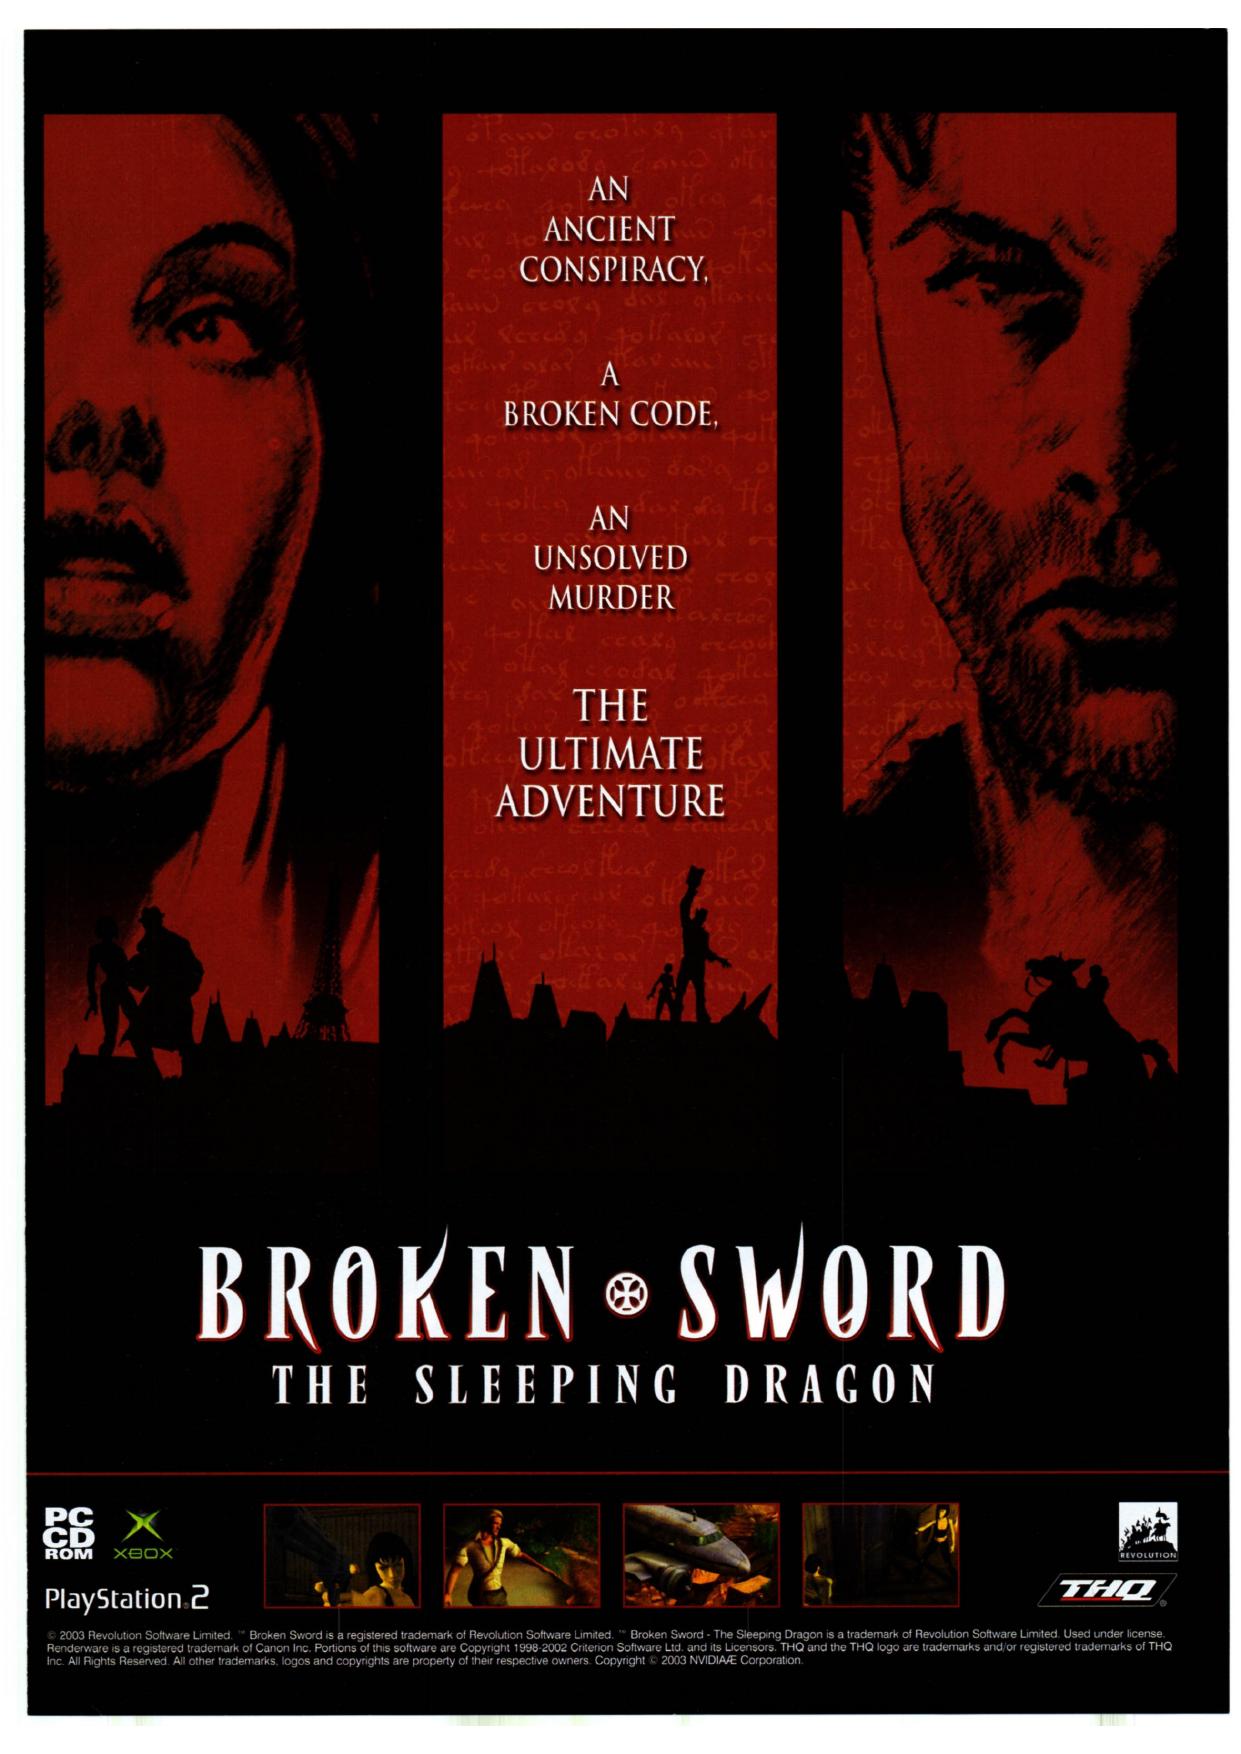 AN
ANCIENT
CONSPIRACY,
A
BROKEN CODE,
AN
UNSOLVED
MURDER
THE
ULTIMATE
ADVENTURE
BROKEN SWORD
THE SLEEPING DRAGON
PC
CD
ROM
XBOX
PlayStation®2
REVOLUTION
THQ®
© 2003 Revolution Software Limited. ™ Broken Sword is a registered trademark of Revolution Software Limited. ™ Broken Sword - The Sleeping Dragon is a trademark of Revolution Software Limited. Used under license.
Renderware is a registered trademark of Canon Inc. Portions of this software are Copyright 1998-2002 Criterion Software Ltd. and its Licensors. THQ and the THQ logo are trademarks and/or registered trademarks of THQ
Inc. All Rights Reserved. All other trademarks, logos and copyrights are property of their respective owners. Copyright © 2003 NVIDIAÆ Corporation.